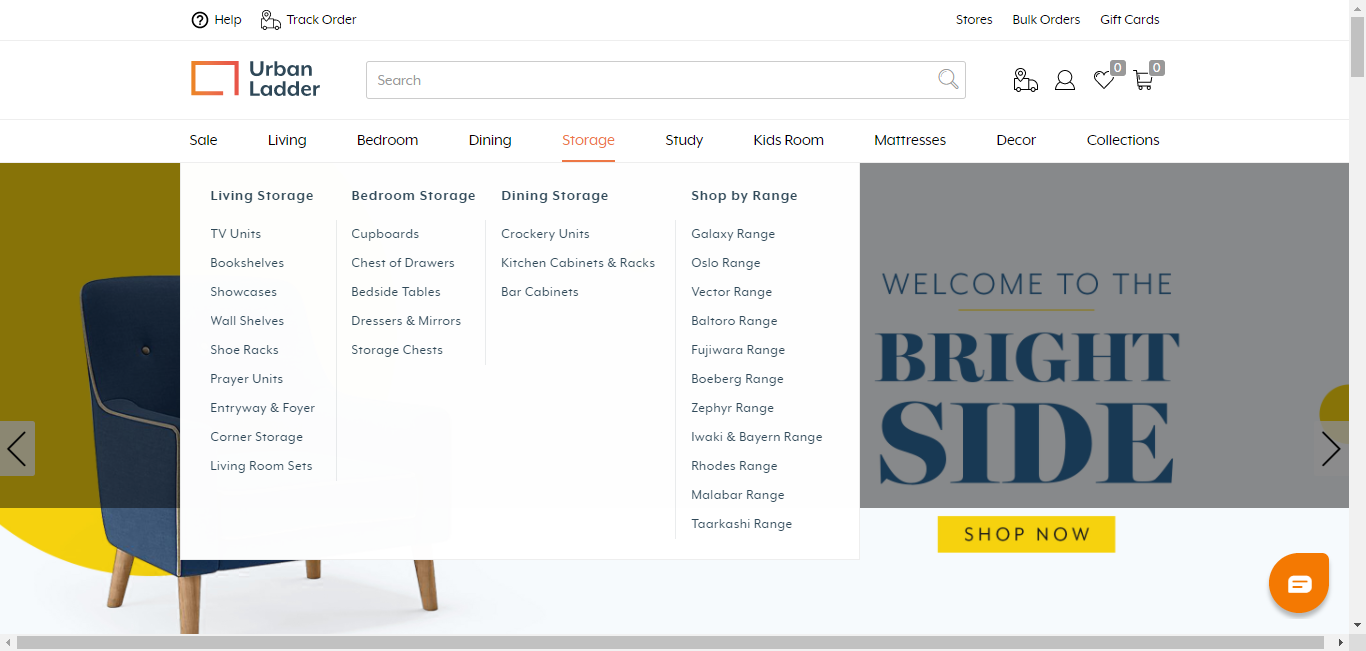 Help
Track Order
Stores
Bulk Orders
Gift Cards
Urban
Ladder
Search
0
0
Sale
Living
Bedroom
Dining
Storage
Study
Kids Room
Mattresses
Decor
Collections
Living Storage
TV Units
Bookshelves
Showcases
Wall Shelves
Shoe Racks
Prayer Units
Entryway & Foyer
Corner Storage
Living Room Sets
Bedroom Storage
Cupboards
Chest of Drawers
Bedside Tables
Dressers & Mirrors
Storage Chests
Dining Storage
Crockery Units
Kitchen Cabinets & Racks
Bar Cabinets
Shop by Range
Galaxy Range
Oslo Range
Vector Range
Baltoro Range
Fujiwara Range
Boeberg Range
Zephyr Range
Iwaki & Bayern Range
Rhodes Range
Malabar Range
Taarkashi Range
WELCOME TO THE
BRIGHT
SIDE
SHOP NOW